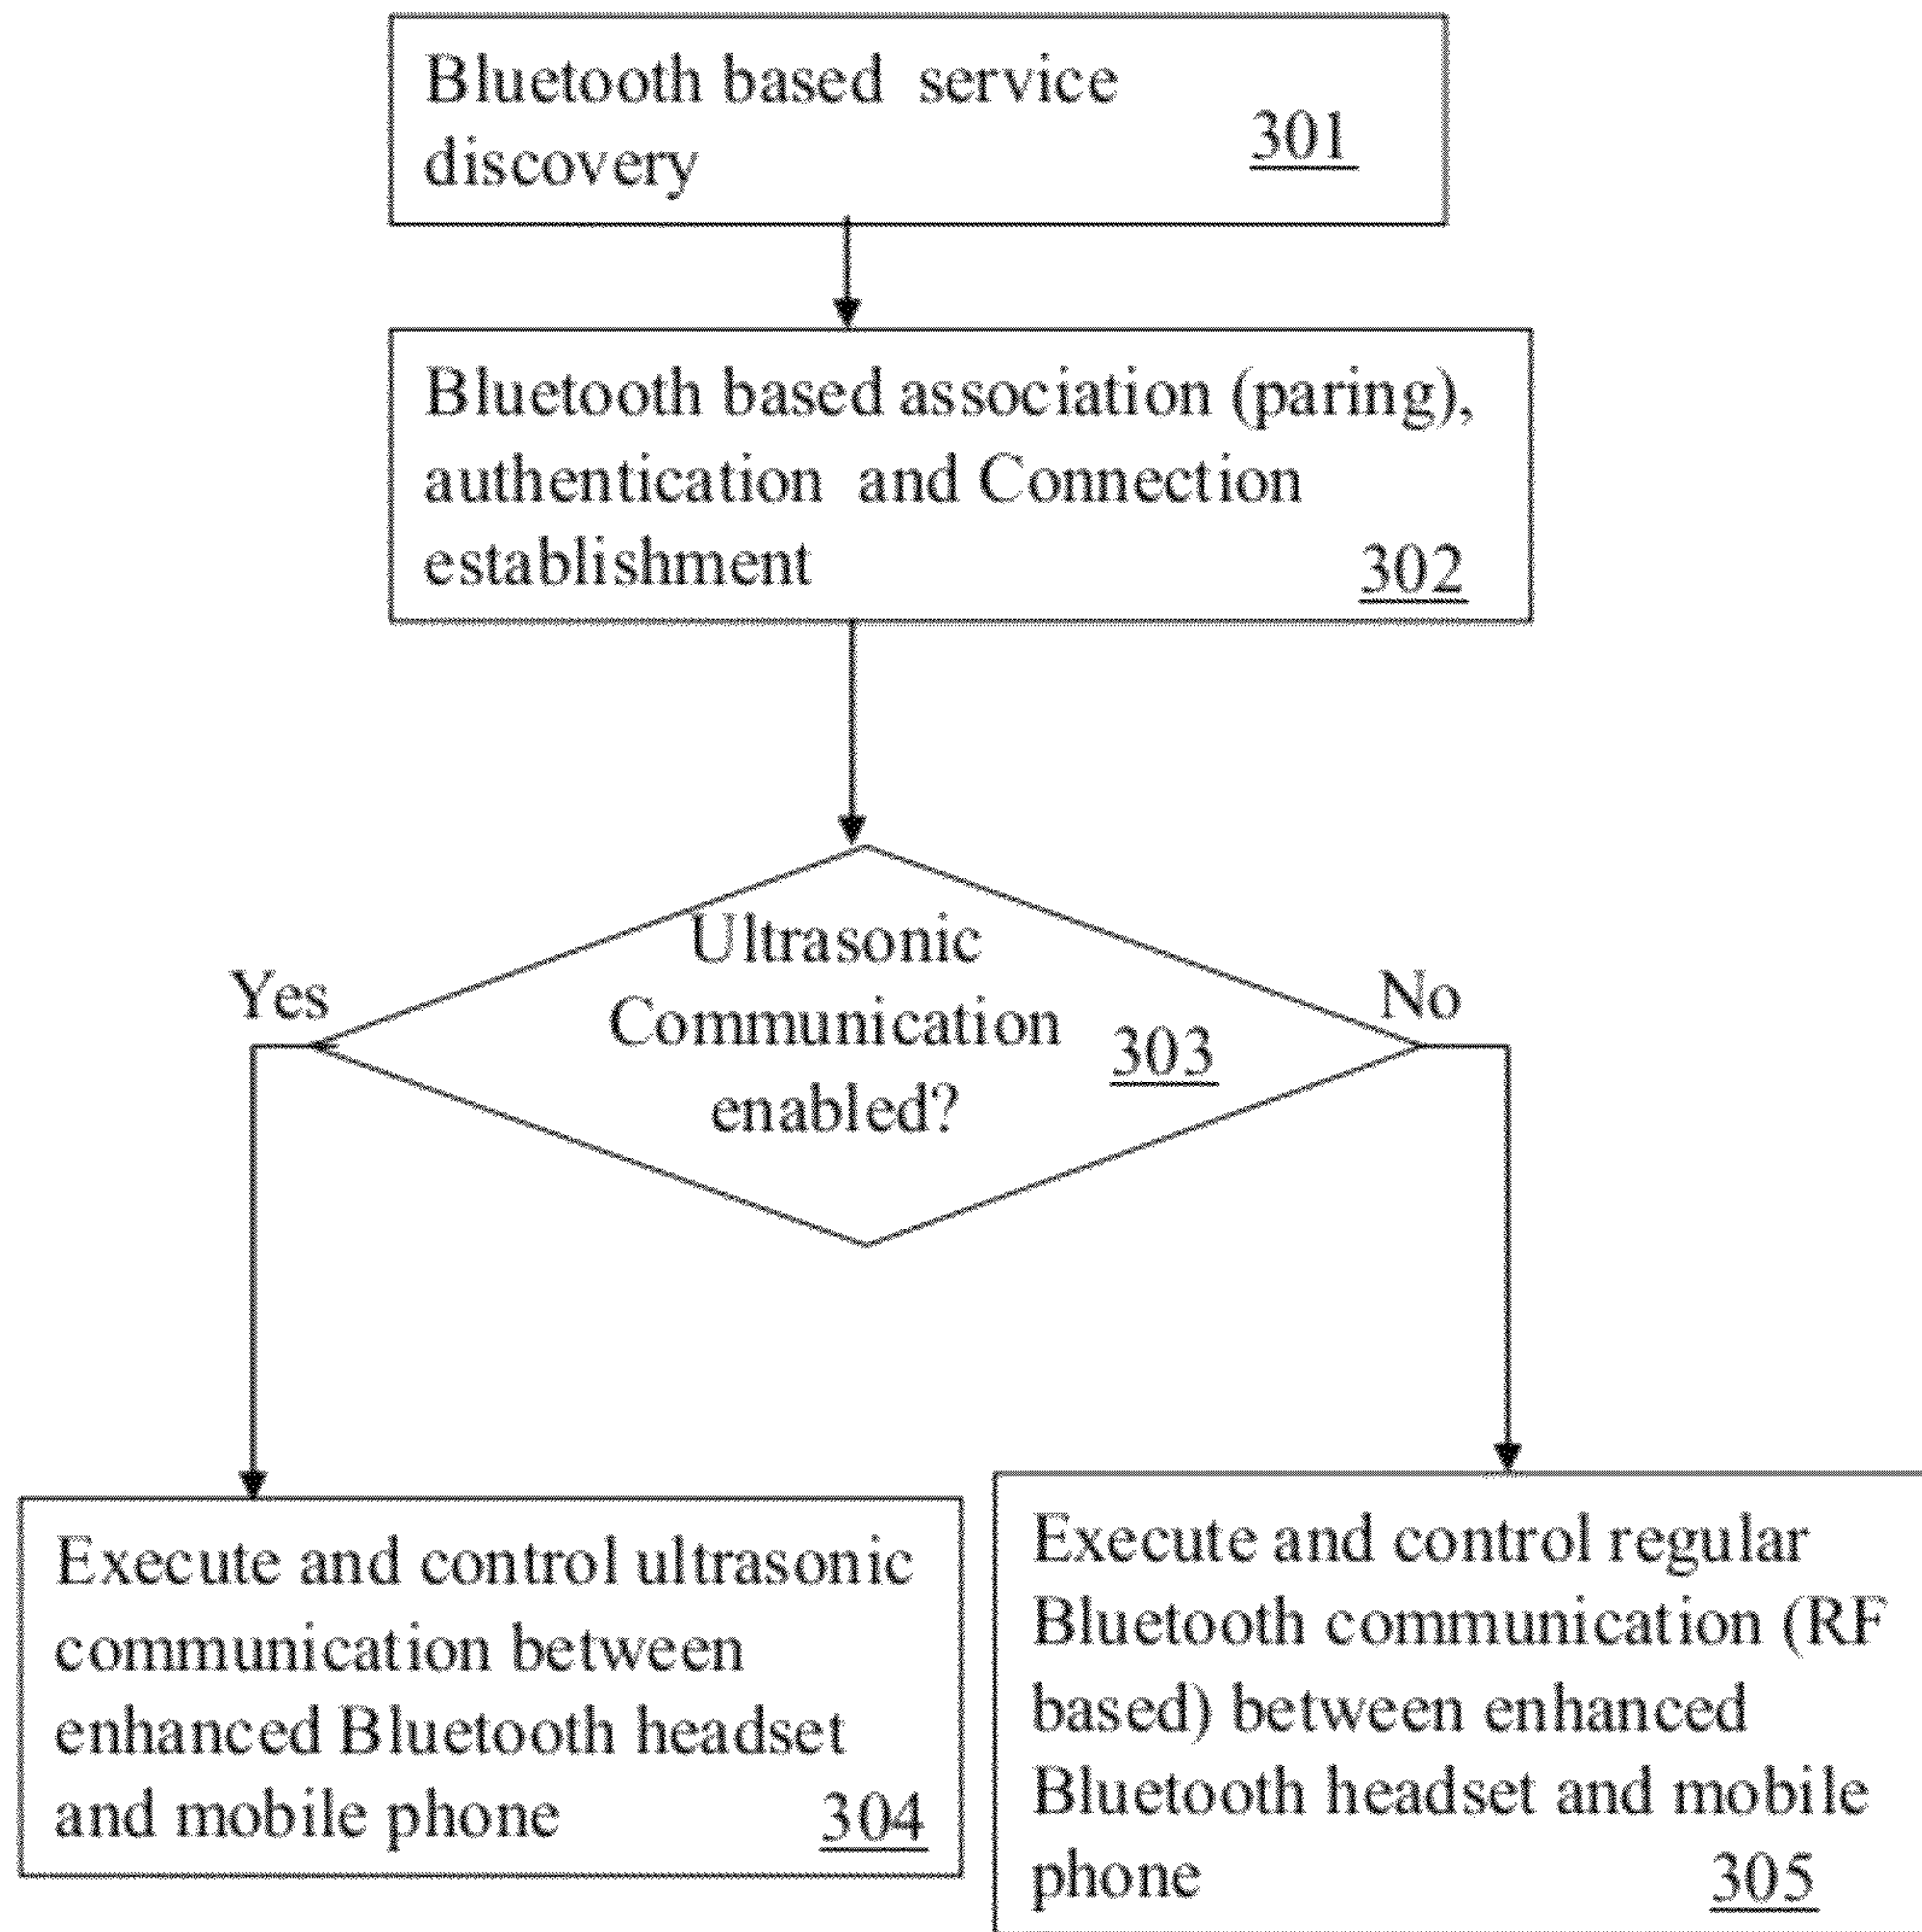 Bluetooth based service
discovery
301
Bluetooth based association (paring),
authentication and Connection
establishment
302
Ultrasonic
Communication
enabled?
303
Yes
No
Execute and control ultrasonic
communication between
enhanced Bluetooth headset
and mobile phone
304
Execute and control regular
Bluetooth communication (RF
based) between enhanced
Bluetooth headset and mobile
phone
305